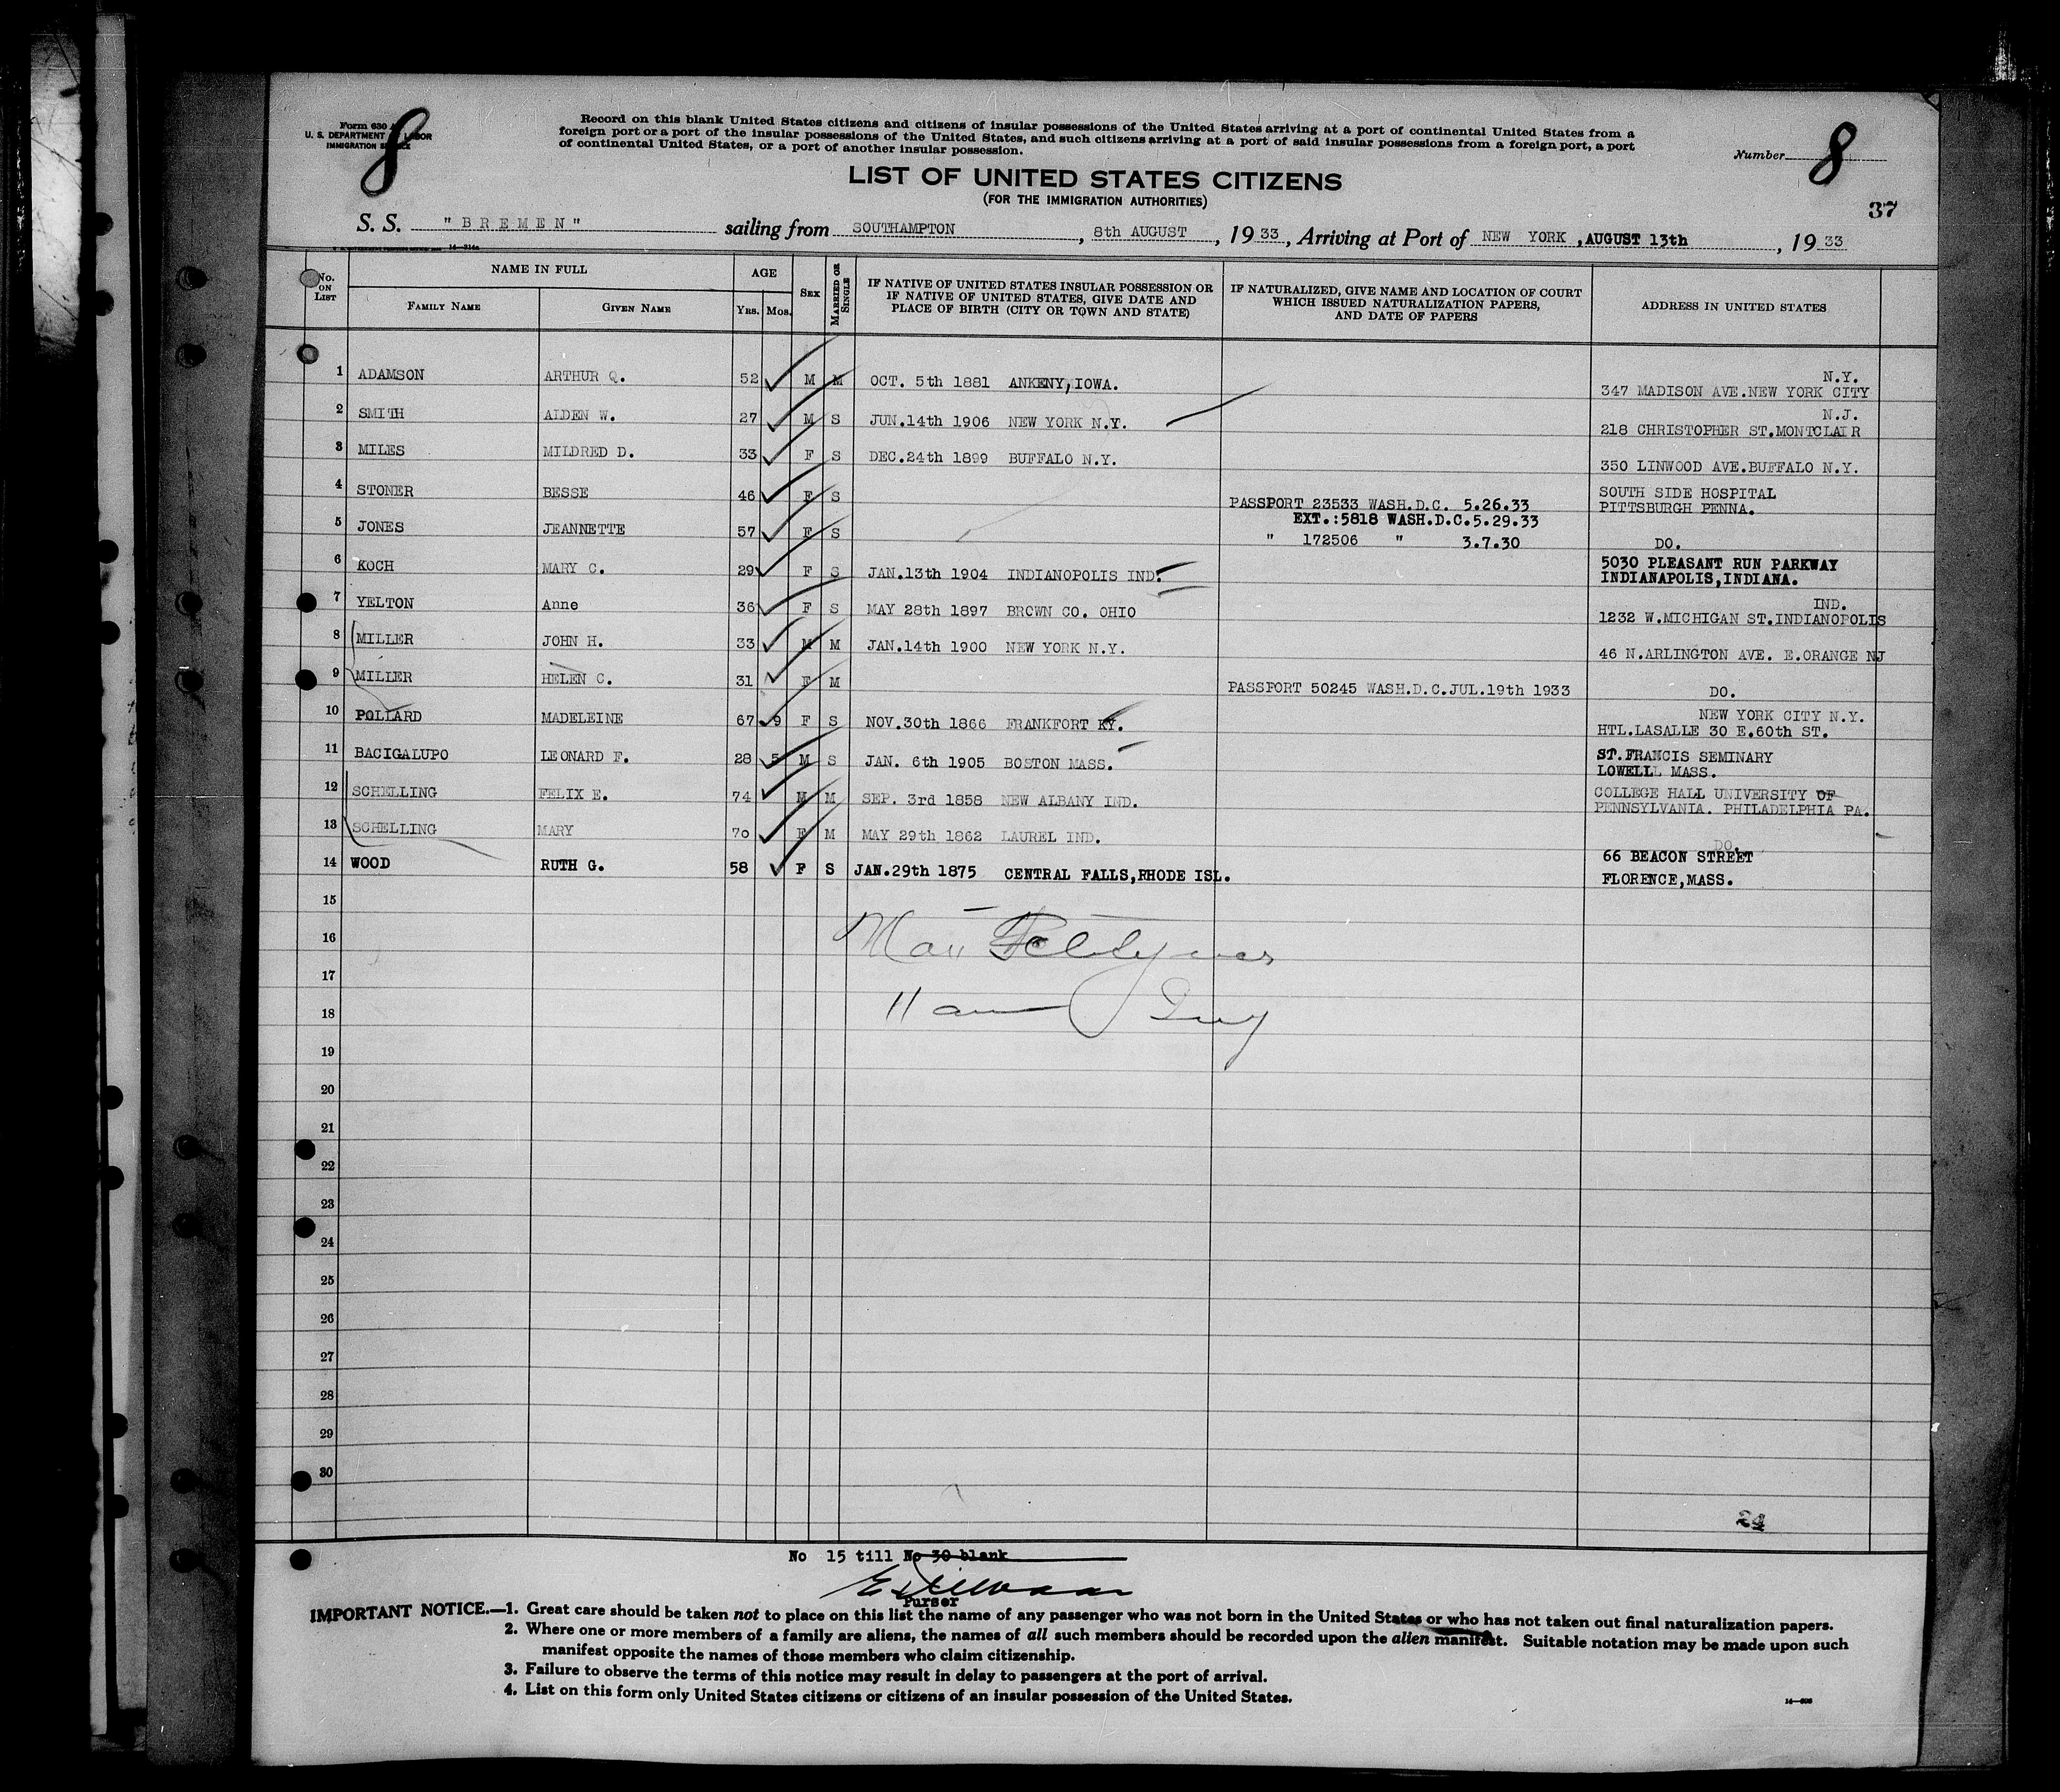 Form 630
U. S. DEPARTMENT OF LABOR
IMMIGRATION SERVICE
8
Record on this blank United States citizens and citizens of insular possessions of the United States arriving at a port of continental United States from a
foreign port or a port of the insular possessions of the United States, and such citizens arriving at a port of said insular possessions from a foreign port, a port
of continental United States, or a port of another insular possession.
Number 8
LIST OF UNITED STATES CITIZENS
(FOR THE IMMIGRATION AUTHORITIES)
37
S. S. "BREMEN" sailing from SOUTHAMPTON, 8th AUGUST, 1933, Arriving at Port of NEW YORK, AUGUST 13th, 1933
No. ON LIST NAME IN FULL FAMILY NAME GIVEN NAME AGE YRS. MOS. SEX MARRIED OR SINGLE IF NATIVE OF UNITED STATES INSULAR POSSESSION OR IF NATIVE OF UNITED STATES, GIVE DATE AND PLACE OF BIRTH (CITY OR TOWN AND STATE) IF NATURALIZED, GIVE NAME AND LOCATION OF COURT WHICH ISSUED NATURALIZATION PAPERS, AND DATE OF PAPERS ADDRESS IN UNITED STATES
1 ADAMSON ARTHUR Q. 52 M M OCT. 5th 1881 ANKENY, IOWA. N.Y. 347 MADISON AVE.NEW YORK CITY
2 SMITH AIDEN W. 27 M S JUN.14th 1906 NEW YORK N.Y. N.J. 218 CHRISTOPHER ST.MONTCLAIR
3 MILES MILDRED D. 33 F S DEC.24th 1899 BUFFALO N.Y. 350 LINWOOD AVE.BUFFALO N.Y.
4 STONER BESSE 46 F S PASSPORT 23533 WASH.D.C. 5.26.33 SOUTH SIDE HOSPITAL PITTSBURGH PENNA.
EXT.:5818 WASH.D.C.5.29.33
5 JONES JEANNETTE 57 F S " 172506 " 3.7.30 DO.
6 KOCH MARY C. 29 F S JAN.13th 1904 INDIANOPOLIS IND. 5030 PLEASANT RUN PARKWAY INDIANAPOLIS,INDIANA.
7 YELTON Anne 36 F S MAY 28th 1897 BROWN CO. OHIO IND. 1232 W.MICHIGAN ST.INDIANOPOLIS
8 MILLER JOHN H. 33 M M JAN.14th 1900 NEW YORK N.Y. 46 N.ARLINGTON AVE. E.ORANGE NJ
9 MILLER HELEN C. 31 F M PASSPORT 50245 WASH.D.C.JUL.19th 1933 DO.
10 POLLARD MADELEINE 67 9 F S NOV.30th 1866 FRANKFORT KY. NEW YORK CITY N.Y. HTL.LASALLE 30 E.60th ST.
11 BACIGALUPO LEONARD F. 28 5 M S JAN. 6th 1905 BOSTON MASS. ST.FRANCIS SEMINARY LOWELL MASS.
12 SCHELLING FELIX E. 74 M M SEP. 3rd 1858 NEW ALBANY IND. COLLEGE HALL UNIVERSITY OF PENNSYLVANIA. PHILADELPHIA PA.
13 SCHELLING MARY 70 F M MAY 29th 1862 LAUREL IND. DO.
14 WOOD RUTH G. 58 F S JAN.29th 1875 CENTRAL FALLS,RHODE ISL. 66 BEACON STREET FLORENCE,MASS.
15
16
17
18 11 am
19
20
21
22
23
24
25
26
27
28
29
30
24
No 15 till No 30 blank
Purser
IMPORTANT NOTICE.—1. Great care should be taken not to place on this list the name of any passenger who was not born in the United States or who has not taken out final naturalization papers.
2. Where one or more members of a family are aliens, the names of all such members should be recorded upon the alien manifest. Suitable notation may be made upon such
manifest opposite the names of those members who claim citizenship.
3. Failure to observe the terms of this notice may result in delay to passengers at the port of arrival.
4. List on this form only United States citizens or citizens of an insular possession of the United States.